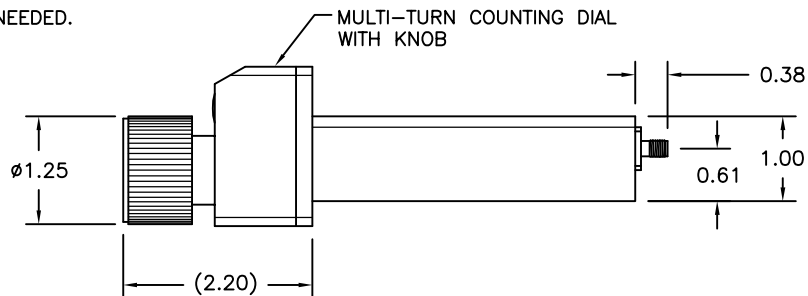 NEEDED.
MULTI-TURN COUNTING DIAL
WITH KNOB
0.38
ø1.25
0.61
1.00
(2.20)